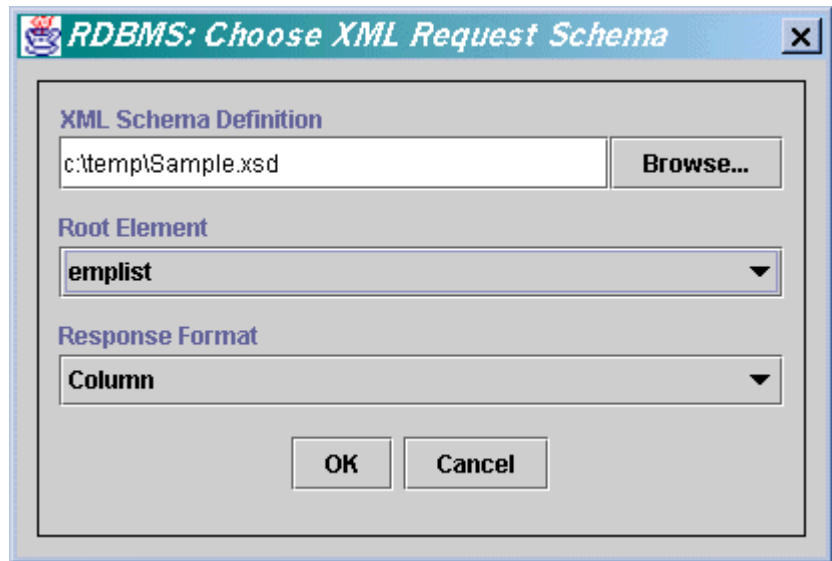 RDBMS: Choose XML Request Schema
XML Schema Definition
c:\temp\Sample.xsd Browse...
Root Element
emplist
Response Format
Column
OK Cancel